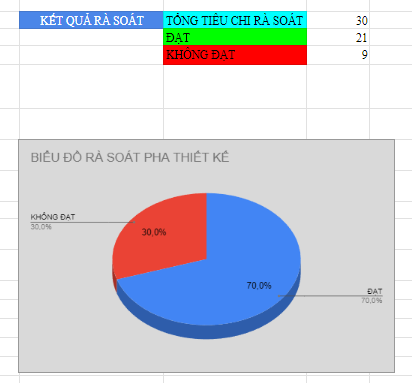 KẾT QUẢ RÀ SOÁT TỔNG TIÊU CHI RÀ SOÁT 30
ĐẠT 21
KHÔNG ĐẠT 9
BIỂU ĐỒ RÀ SOÁT PHA THIẾT KẾ
KHÔNG ĐẠT
30,0%
30,0%
70,0%
ĐẠT
70,0%